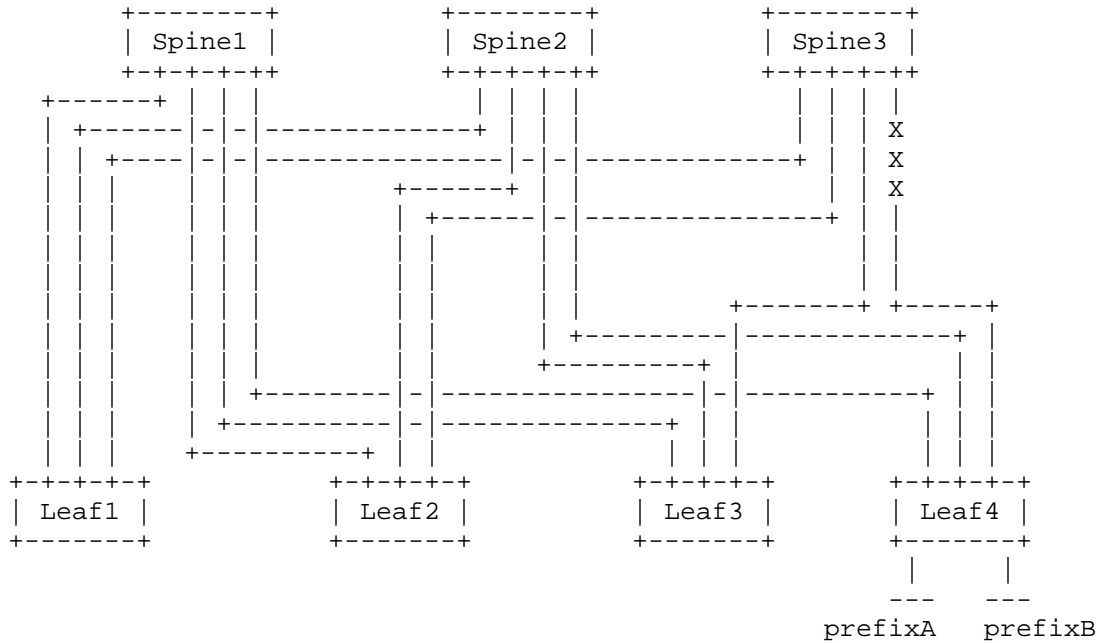 Spine1 Spine2 Spine3
X
X
X
Leaf1 Leaf2 Leaf3 Leaf4
prefixA prefixB